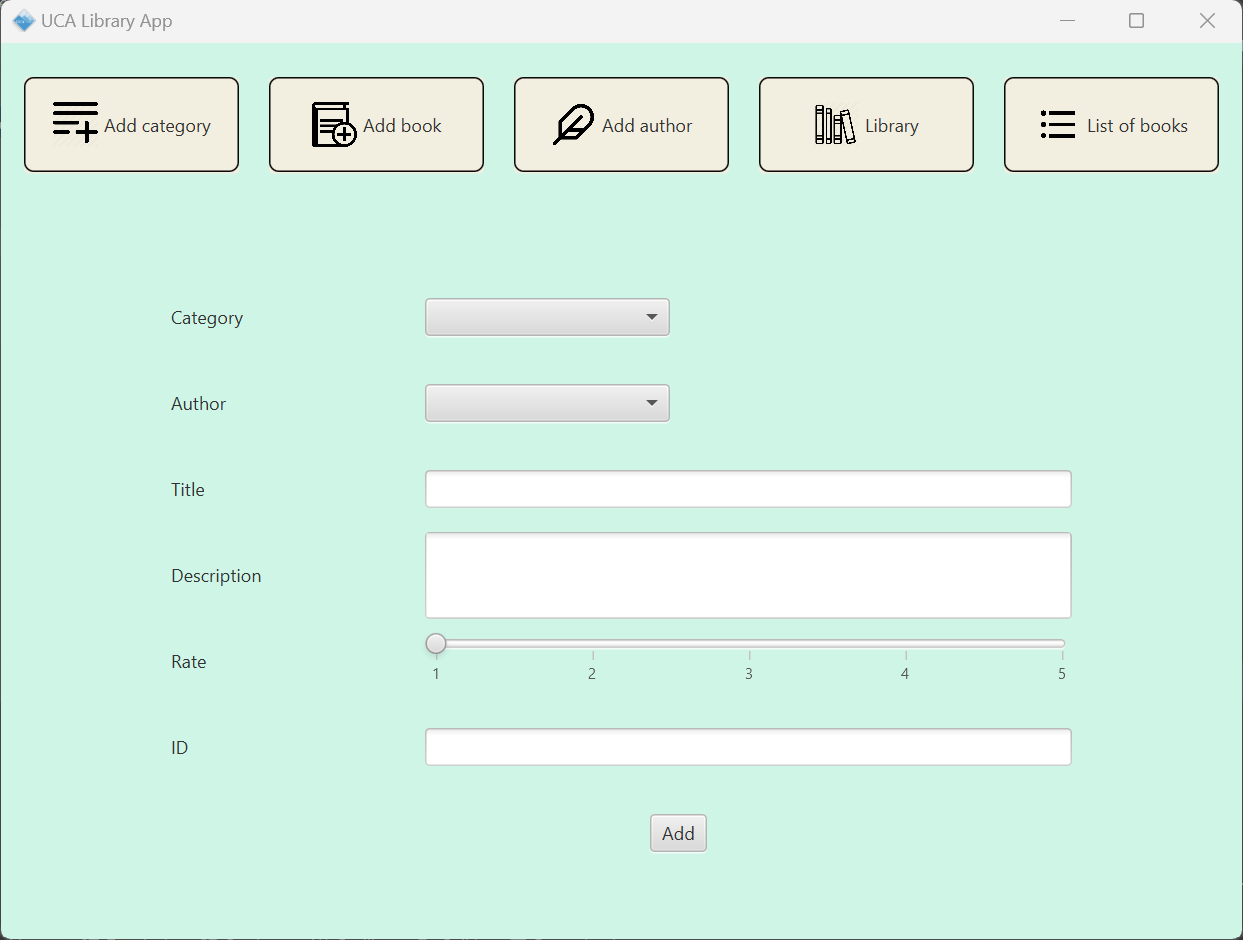 UCA Library App
Add category
Add book
Add author
Library
List of books
Category
Author
Title
Description
Rate
1 2 3 4 5
ID
Add